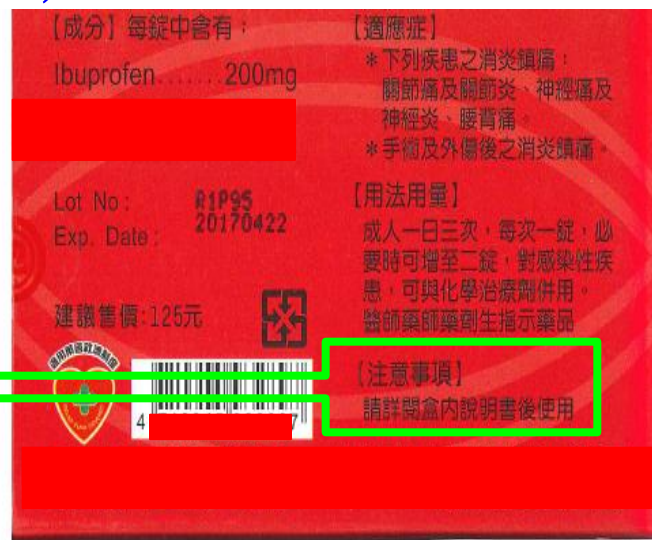 【成分】每錠中含有：
Ibuprofen.......200mg
Lot No: R1P95
Exp. Date: 20170422
建議售價:125元
4 7
【適應症】
＊下列疾患之消炎鎮痛：
關節痛及關節炎、神經痛及
神經炎、腰背痛。
＊手術及外傷後之消炎鎮痛。
【用法用量】
成人一日三次，每次一錠，必
要時可增至二錠，對感染性疾
患，可與化學治療劑併用。
醫師藥師藥劑生指示藥品
【注意事項】
請詳閱盒內說明書後使用